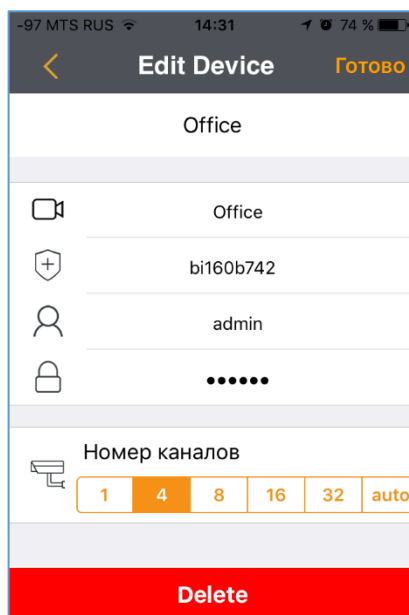 -97 MTS RUS 14:31 74 %
Edit Device Готово
Office
Office
bi160b742
admin
••••••
Номер каналов
1 4 8 16 32 auto
Delete